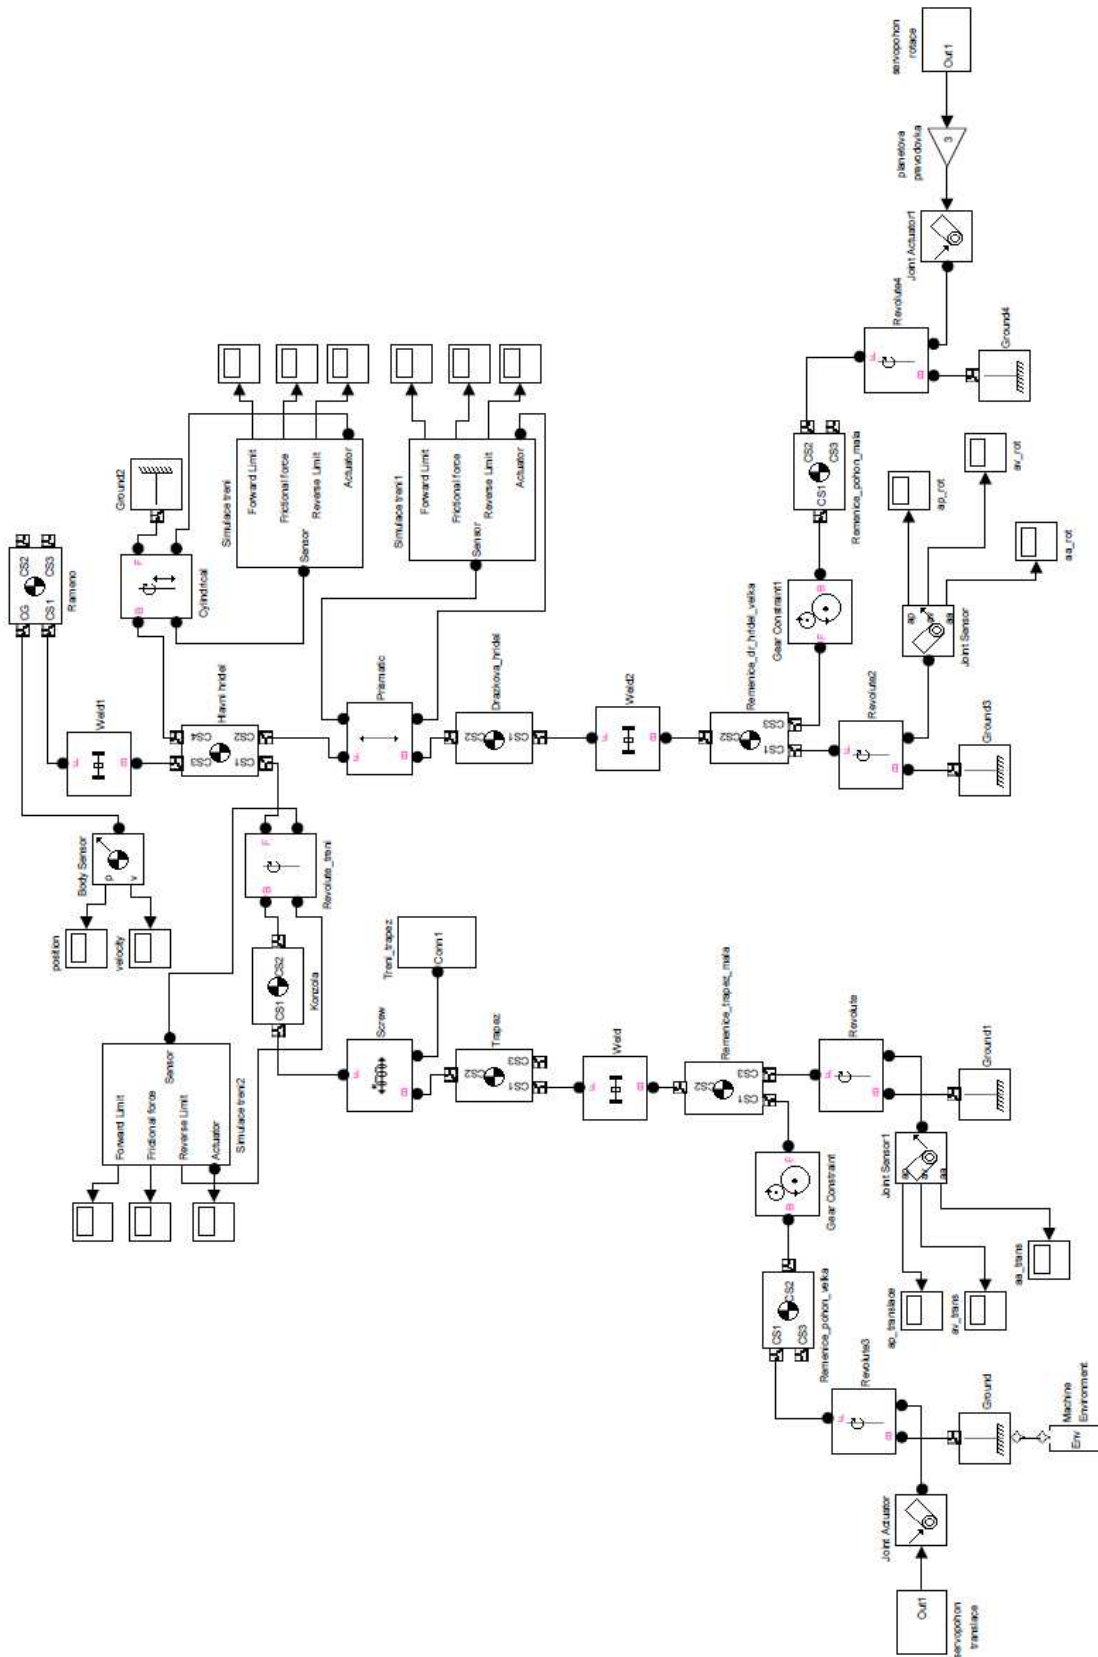 Forward Limit
Frictional force
Reverse Limit
Actuator
Sensor
Simulace treni2
position
velocity
Body Sensor
p
v
Weld1
F
B
CG
CS1
CS2
CS3
Rameno
Hlavni hridel
CS4
CS3
CS2
CS1
B
F
Cylindrical
Ground2
Revolute_treni
B
F
CS1
CS2
Konzola
Simulace treni
Forward Limit
Frictional force
Reverse Limit
Actuator
Sensor
Simulace treni1
Forward Limit
Frictional force
Reverse Limit
Actuator
Sensor
Prismatic
F
B
Screw
F
B
Treni_trapez
Conn1
Trapez
CS2
CS1
CS3
Drazkova_hridel
CS2
CS1
Weld
F
B
Weld2
F
B
Remenice_trapez_mala
CS2
CS1
CS3
Remenice_dr_hridel_velka
CS2
CS1
CS3
Gear Constraint
B
F
Gear Constraint1
F
B
Remenice_pohon_velka
CS1
CS3
CS2
Remenice_pohon_mala
CS1
CS2
CS3
Revolute3
F
B
Revolute
F
B
Revolute2
F
B
Revolute4
F
B
servopohon
translace
Out1
Joint Actuator
Joint Sensor1
ap
av
aa
Joint Sensor
ap
av
aa
Joint Actuator1
planetova
prevodovka
3
servopohon
rotace
Out1
ap_translace
av_trans
aa_trans
ap_rot
av_rot
aa_rot
Ground
Ground1
Ground3
Ground4
Env
Machine
Environment